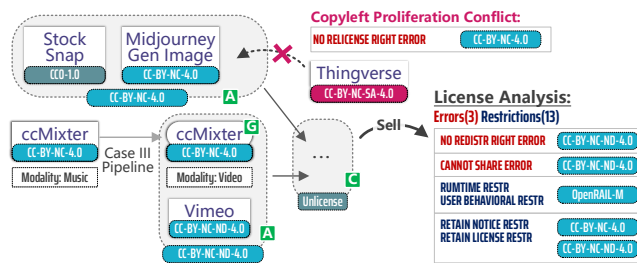 Copyleft Proliferation Conflict:
NO RELICENSE RIGHT ERROR
CC-BY-NC-4.0
Stock
Snap
CC0-1.0
Midjourney
Gen Image
CC-BY-NC-4.0
CC-BY-NC-4.0
A
Thingverse
CC-BY-NC-SA-4.0
ccMixter
CC-BY-NC-4.0
Modality: Music
Case III
Pipeline
G
ccMixter
CC-BY-NC-4.0
Modality: Video
Vimeo
CC-BY-NC-ND-4.0
A
CC-BY-NC-ND-4.0
...
C
Unlicense
Sell
License Analysis:
Errors(3) Restrictions(13)
NO REDISTR RIGHT ERROR
CC-BY-NC-ND-4.0
CANNOT SHARE ERROR
CC-BY-NC-ND-4.0
RUMTIME RESTR
USER BEHAVIORAL RESTR
OpenRAIL-M
RETAIN NOTICE RESTR
RETAIN LICENSE RESTR
CC-BY-NC-4.0
CC-BY-NC-ND-4.0